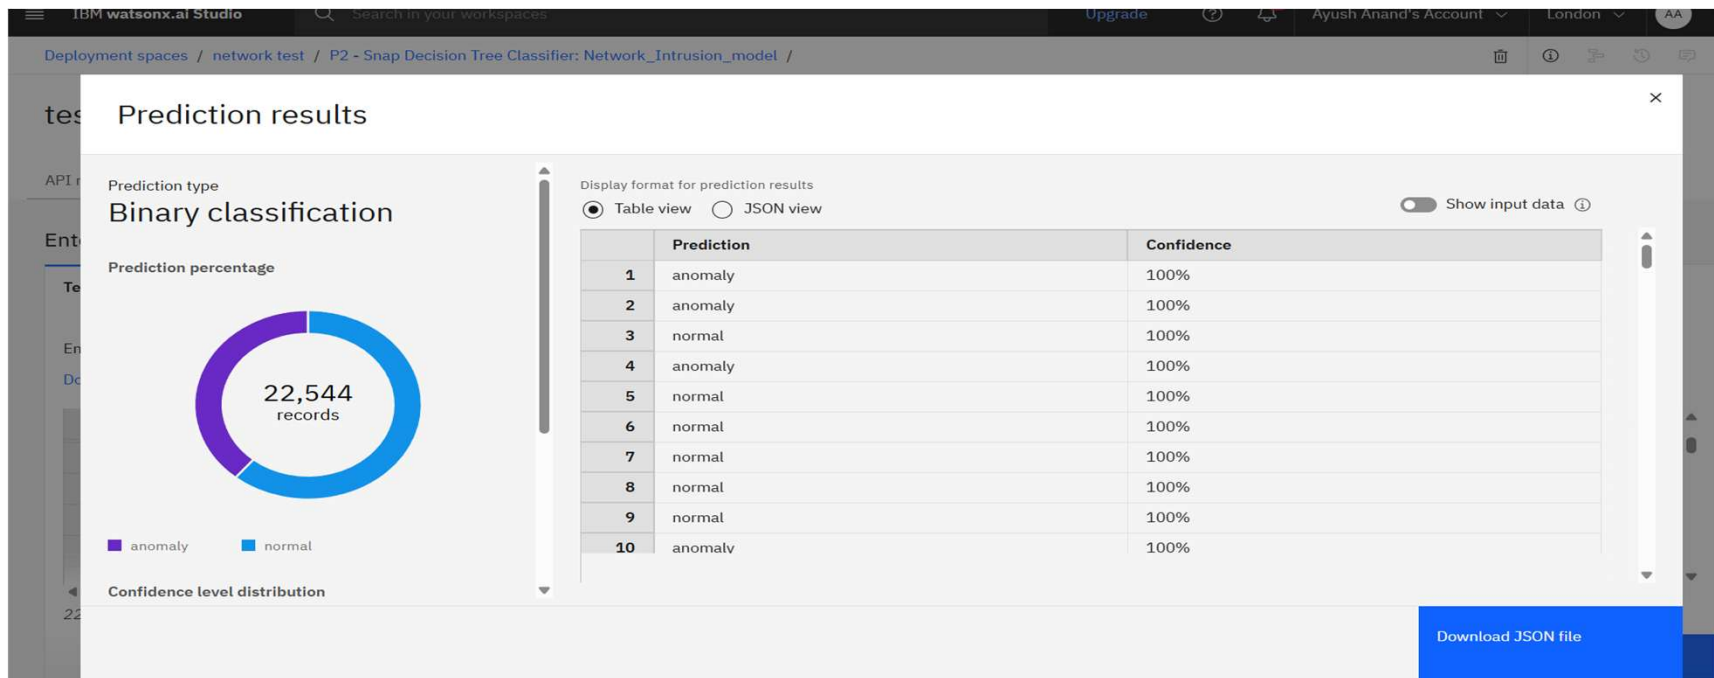 IBM watsonx.ai Studio
Search in your workspaces
Upgrade
Ayush Anand's Account
London
AA
Deployment spaces / network test / P2 - Snap Decision Tree Classifier: Network_Intrusion_model /
Prediction results
Prediction type
Binary classification
Prediction percentage
22,544
records
anomaly normal
Confidence level distribution
Display format for prediction results
Table view JSON view
Show input data
Prediction Confidence
1 anomaly 100%
2 anomaly 100%
3 normal 100%
4 anomaly 100%
5 normal 100%
6 normal 100%
7 normal 100%
8 normal 100%
9 normal 100%
10 anomaly 100%
Download JSON file